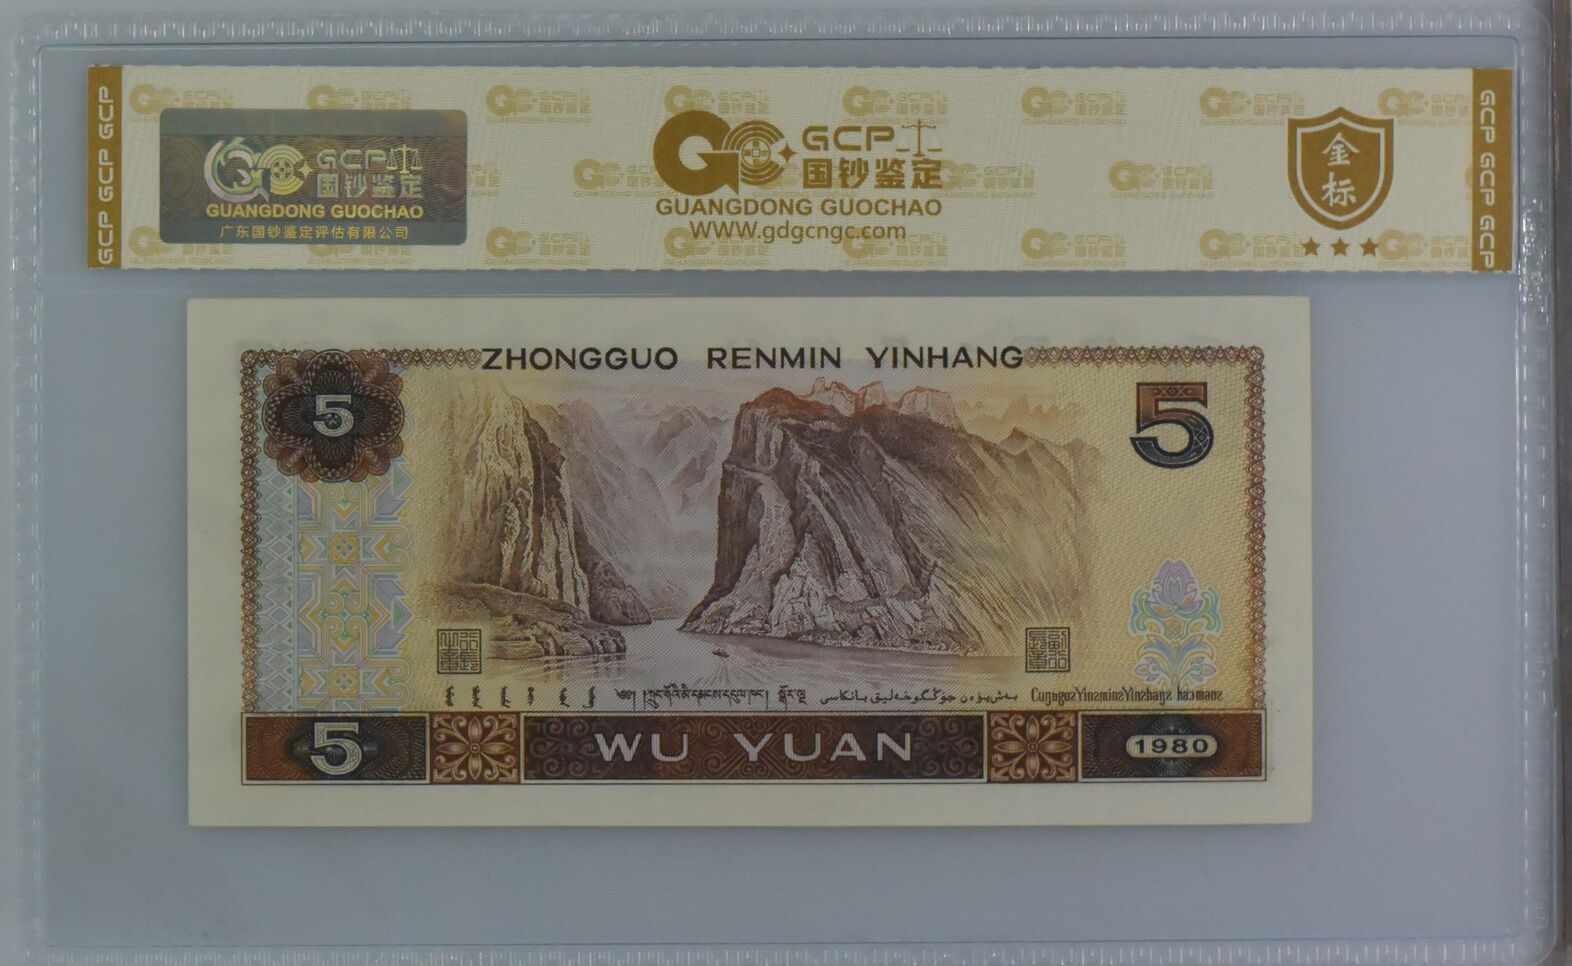 GCP GCP GCP
GCP 国钞鉴定
GUANGDONG GUOCHAO
广东国钞鉴定评估有限公司
GCP
国钞鉴定
GUANGDONG GUOCHAO
WWW.gdgcngc.com
金标
GCP GCP GCP
ZHONGGUO RENMIN YINHANG
5
5
5
WU YUAN
1980